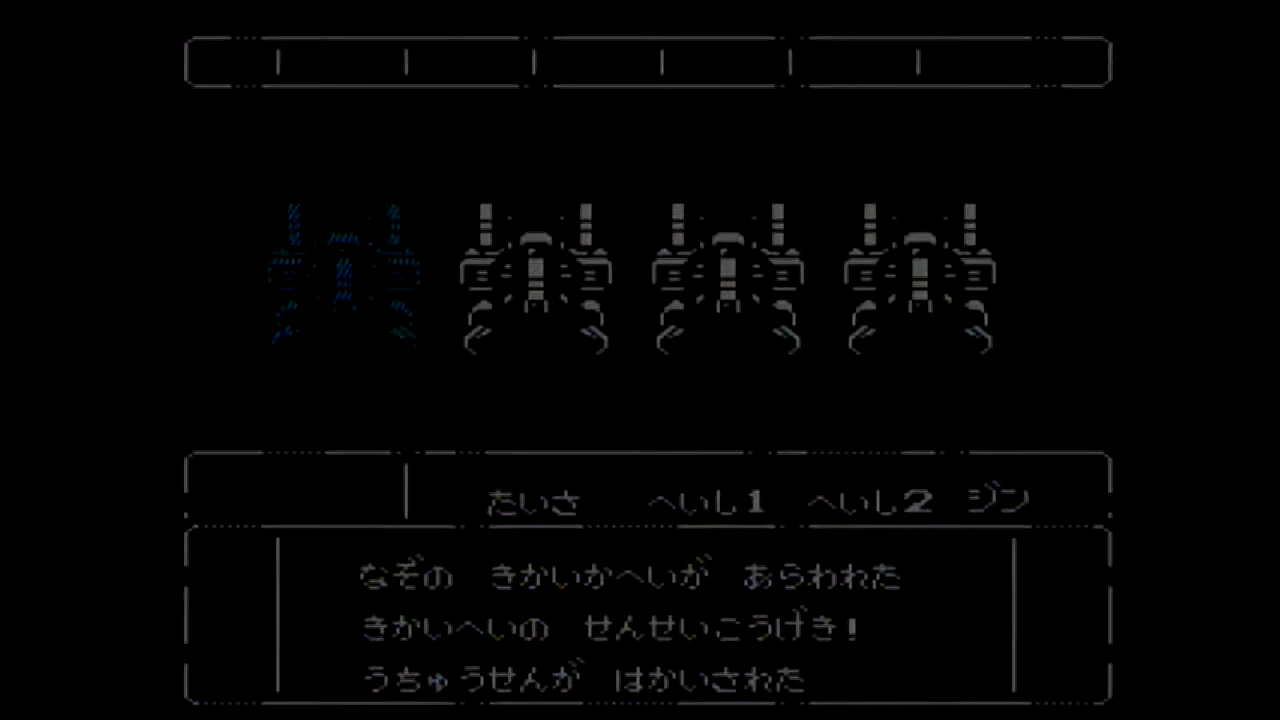 たいさ へいし1 へいし2 ジン
なぞの きかいかへいが あらわれた
きかいへいの せんせいこうげき!
うちゅうせんが はかいされた